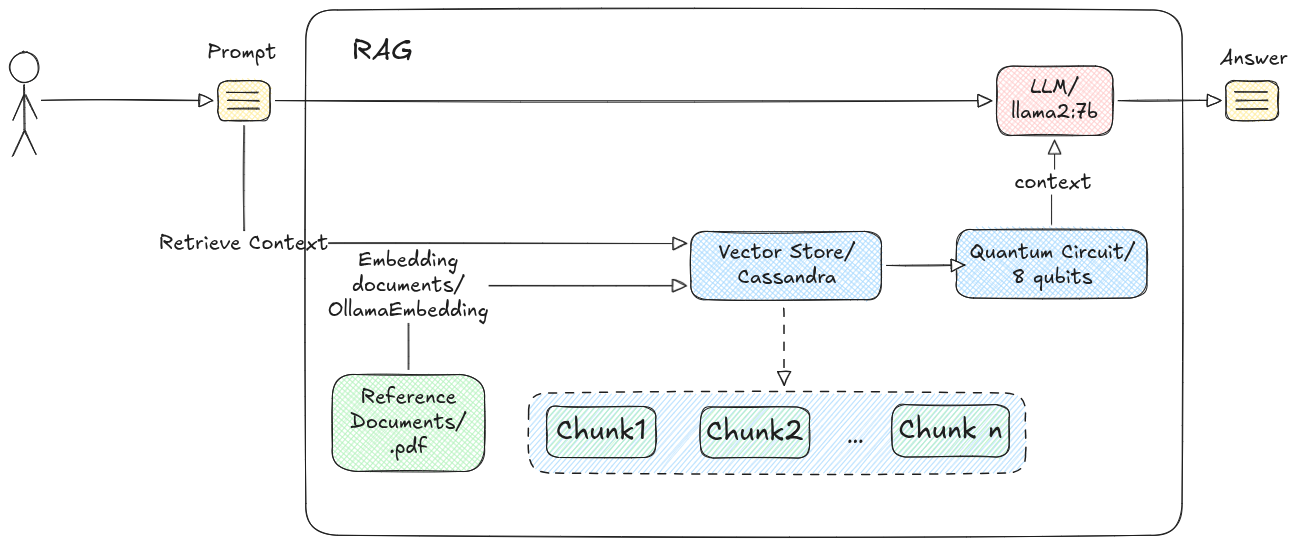 Prompt
RAG
Answer
LLM/
llama2:7b
context
Retrieve Context
Embedding
documents/
OllamaEmbedding
Vector Store/
Cassandra
Quantum Circuit/
8 qubits
Reference
Documents/
.pdf
Chunk1
Chunk2
...
Chunk n